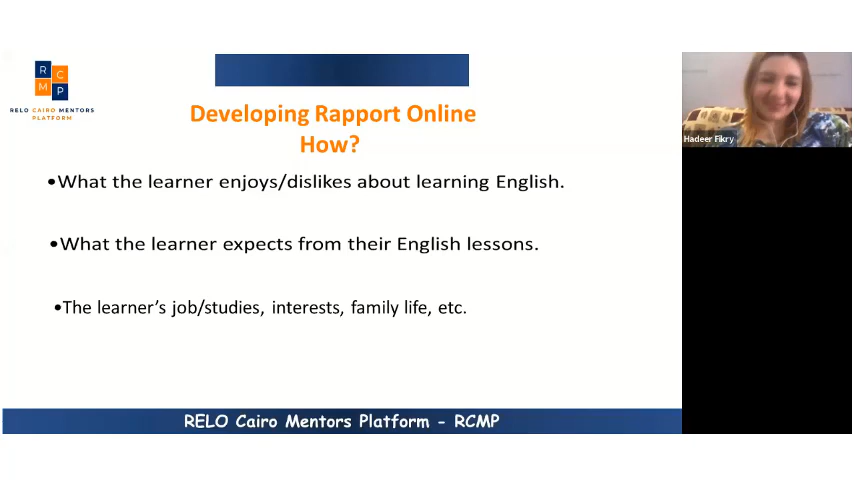 R C
M P
RELO CAIRO MENTORS
PLATFORM
Developing Rapport Online
How?
•What the learner enjoys/dislikes about learning English.
•What the learner expects from their English lessons.
•The learner’s job/studies, interests, family life, etc.
RELO Cairo Mentors Platform - RCMP
Hadeer Fikry